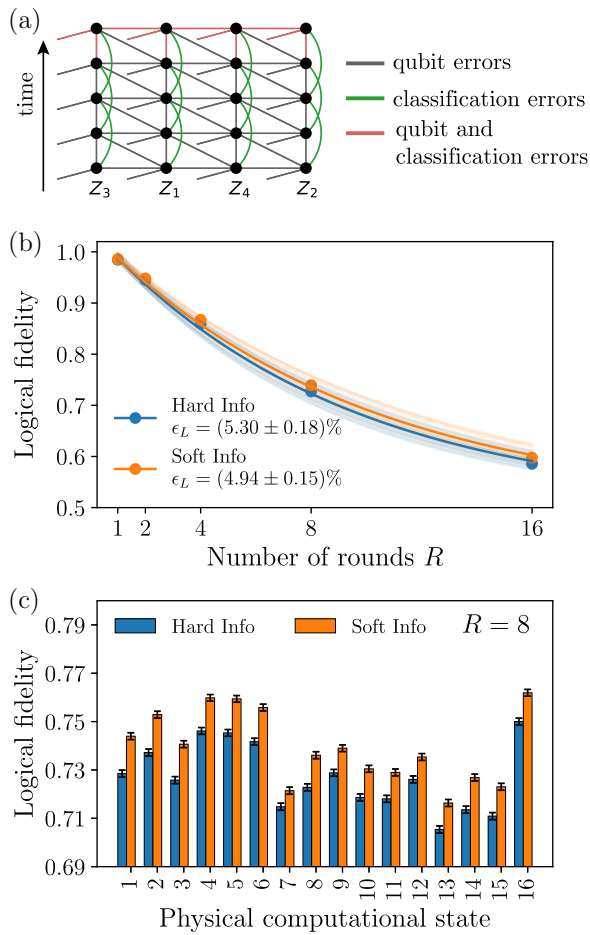 (a)
time
Z₃ Z₁ Z₄ Z₂
qubit errors
classification errors
qubit and
classification errors
(b)
Logical fidelity
1.0
0.9
0.8
0.7
0.6
0.5
Hard Info
ϵ_L = (5.30 ± 0.18)%
Soft Info
ϵ_L = (4.94 ± 0.15)%
1 2 4 8 16
Number of rounds R
(c)
Logical fidelity
0.79
0.77
0.75
0.73
0.71
0.69
Hard Info Soft Info R = 8
1 2 3 4 5 6 7 8 9 10 11 12 13 14 15 16
Physical computational state